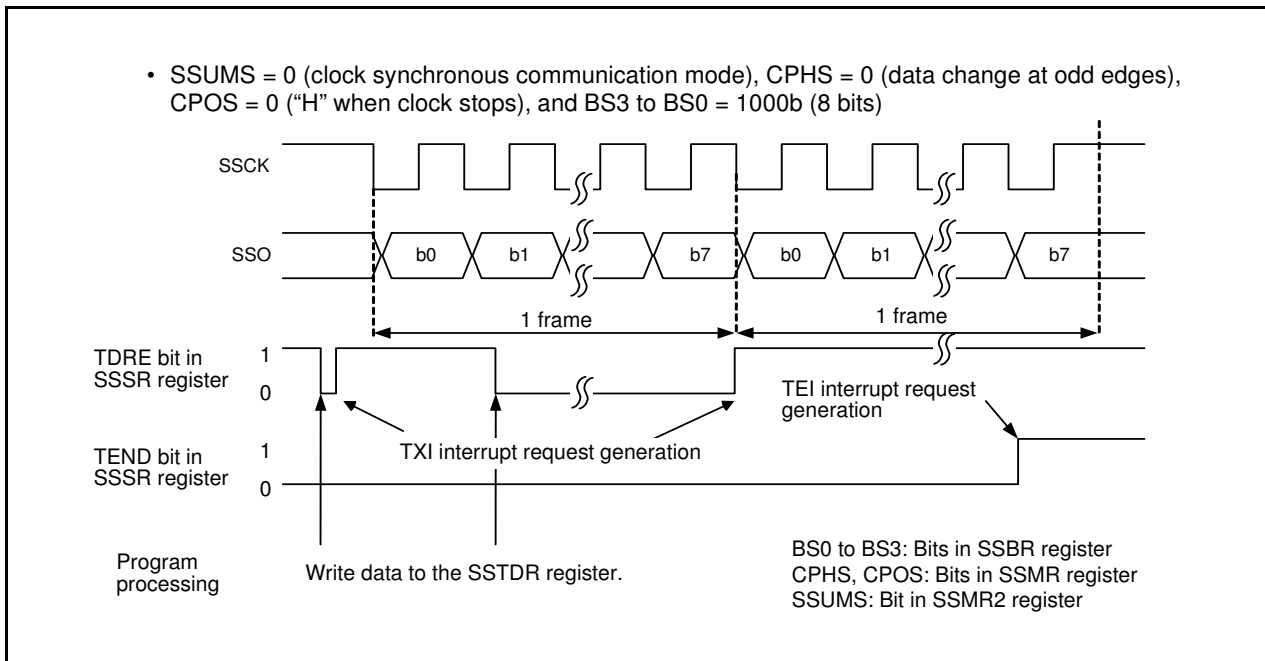 • SSUMS = 0 (clock synchronous communication mode), CPHS = 0 (data change at odd edges),
CPOS = 0 (“H” when clock stops), and BS3 to BS0 = 1000b (8 bits)
SSCK
SSO
b0
b1
b7
b0
b1
b7
1 frame
1 frame
TDRE bit in
SSSR register
1
0
TEI interrupt request
generation
TXI interrupt request generation
TEND bit in
SSSR register
1
0
Program
processing
Write data to the SSTDR register.
BS0 to BS3: Bits in SSBR register
CPHS, CPOS: Bits in SSMR register
SSUMS: Bit in SSMR2 register